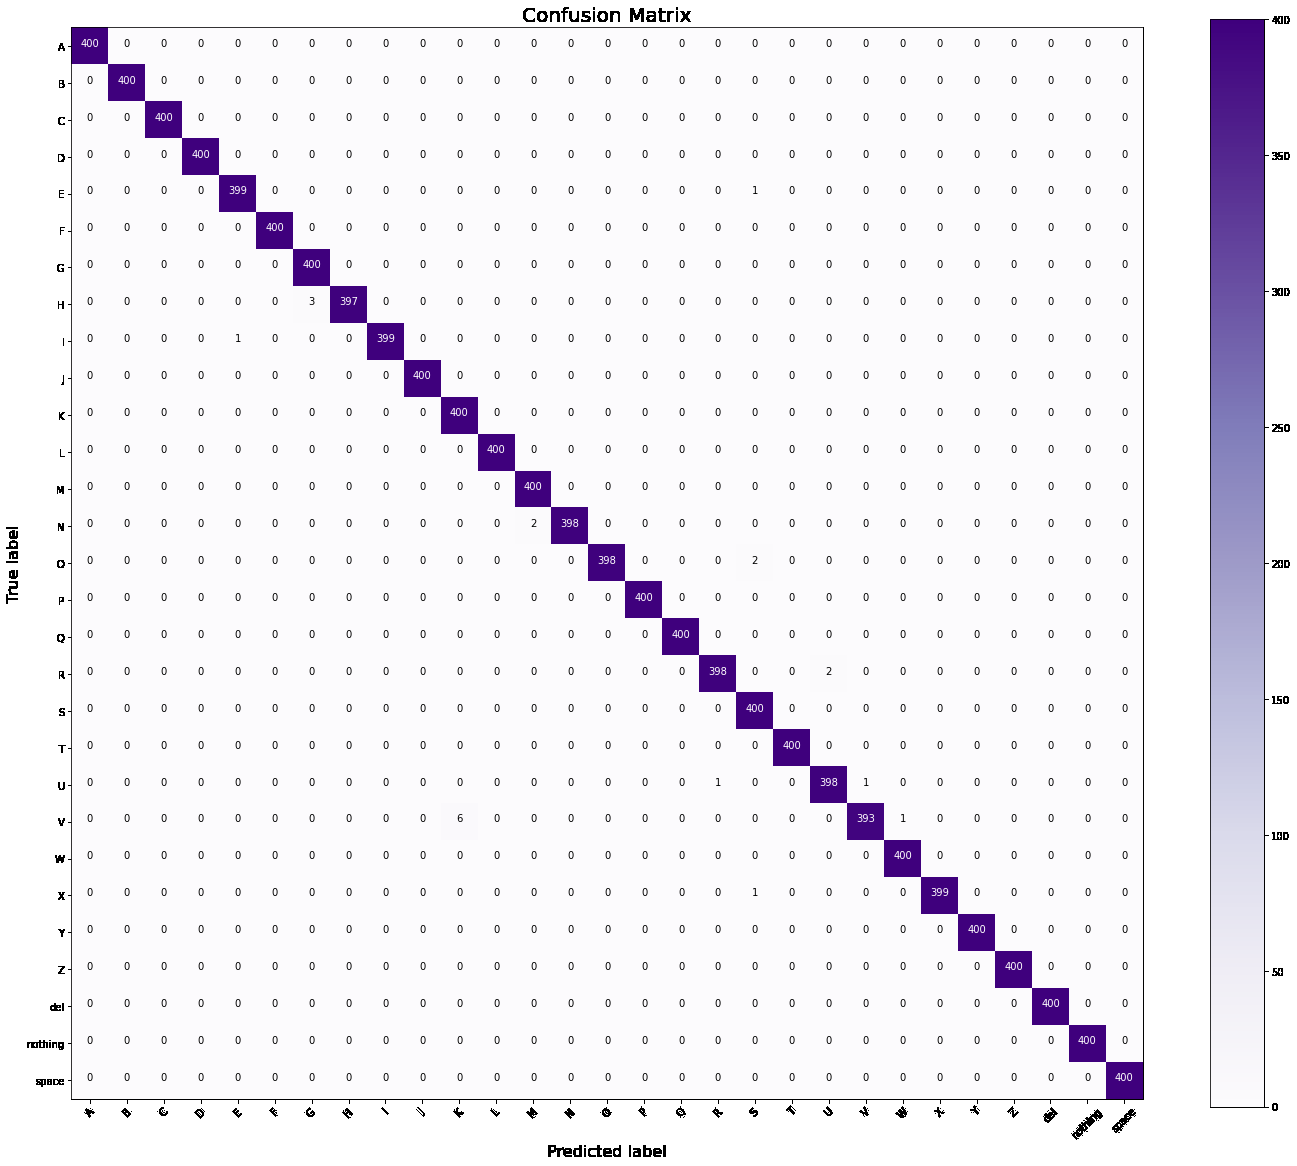 Confusion Matrix
A 400 0 0 0 0 0 0 0 0 0 0 0 0 0 0 0 0 0 0 0 0 0 0 0 0 0 0 0 0
B 0 400 0 0 0 0 0 0 0 0 0 0 0 0 0 0 0 0 0 0 0 0 0 0 0 0 0 0 0
C 0 0 400 0 0 0 0 0 0 0 0 0 0 0 0 0 0 0 0 0 0 0 0 0 0 0 0 0 0
D 0 0 0 400 0 0 0 0 0 0 0 0 0 0 0 0 0 0 0 0 0 0 0 0 0 0 0 0 0
E 0 0 0 0 399 0 0 0 0 0 0 0 0 0 0 0 0 0 1 0 0 0 0 0 0 0 0 0 0
F 0 0 0 0 0 400 0 0 0 0 0 0 0 0 0 0 0 0 0 0 0 0 0 0 0 0 0 0 0
G 0 0 0 0 0 0 400 0 0 0 0 0 0 0 0 0 0 0 0 0 0 0 0 0 0 0 0 0 0
H 0 0 0 0 0 0 3 397 0 0 0 0 0 0 0 0 0 0 0 0 0 0 0 0 0 0 0 0 0
I 0 0 0 0 1 0 0 0 399 0 0 0 0 0 0 0 0 0 0 0 0 0 0 0 0 0 0 0 0
J 0 0 0 0 0 0 0 0 0 400 0 0 0 0 0 0 0 0 0 0 0 0 0 0 0 0 0 0 0
K 0 0 0 0 0 0 0 0 0 0 400 0 0 0 0 0 0 0 0 0 0 0 0 0 0 0 0 0 0
L 0 0 0 0 0 0 0 0 0 0 0 400 0 0 0 0 0 0 0 0 0 0 0 0 0 0 0 0 0
M 0 0 0 0 0 0 0 0 0 0 0 0 400 0 0 0 0 0 0 0 0 0 0 0 0 0 0 0 0
N 0 0 0 0 0 0 0 0 0 0 0 0 2 398 0 0 0 0 0 0 0 0 0 0 0 0 0 0 0
O 0 0 0 0 0 0 0 0 0 0 0 0 0 0 398 0 0 0 2 0 0 0 0 0 0 0 0 0 0
P 0 0 0 0 0 0 0 0 0 0 0 0 0 0 0 400 0 0 0 0 0 0 0 0 0 0 0 0 0
Q 0 0 0 0 0 0 0 0 0 0 0 0 0 0 0 0 400 0 0 0 0 0 0 0 0 0 0 0 0
R 0 0 0 0 0 0 0 0 0 0 0 0 0 0 0 0 0 398 0 0 2 0 0 0 0 0 0 0 0
S 0 0 0 0 0 0 0 0 0 0 0 0 0 0 0 0 0 0 400 0 0 0 0 0 0 0 0 0 0
T 0 0 0 0 0 0 0 0 0 0 0 0 0 0 0 0 0 0 0 400 0 0 0 0 0 0 0 0 0
U 0 0 0 0 0 0 0 0 0 0 0 0 0 0 0 0 0 1 0 0 398 1 0 0 0 0 0 0 0
V 0 0 0 0 0 0 0 0 0 0 6 0 0 0 0 0 0 0 0 0 0 393 1 0 0 0 0 0 0
W 0 0 0 0 0 0 0 0 0 0 0 0 0 0 0 0 0 0 0 0 0 0 400 0 0 0 0 0 0
X 0 0 0 0 0 0 0 0 0 0 0 0 0 0 0 0 0 0 1 0 0 0 0 399 0 0 0 0 0
Y 0 0 0 0 0 0 0 0 0 0 0 0 0 0 0 0 0 0 0 0 0 0 0 0 400 0 0 0 0
Z 0 0 0 0 0 0 0 0 0 0 0 0 0 0 0 0 0 0 0 0 0 0 0 0 0 400 0 0 0
del 0 0 0 0 0 0 0 0 0 0 0 0 0 0 0 0 0 0 0 0 0 0 0 0 0 0 400 0 0
nothing 0 0 0 0 0 0 0 0 0 0 0 0 0 0 0 0 0 0 0 0 0 0 0 0 0 0 0 400 0
space 0 0 0 0 0 0 0 0 0 0 0 0 0 0 0 0 0 0 0 0 0 0 0 0 0 0 0 0 400
A B C D E F G H I J K L M N O P Q R S T U V W X Y Z del nothing space
True label
Predicted label
400
350
300
250
200
150
100
50
0